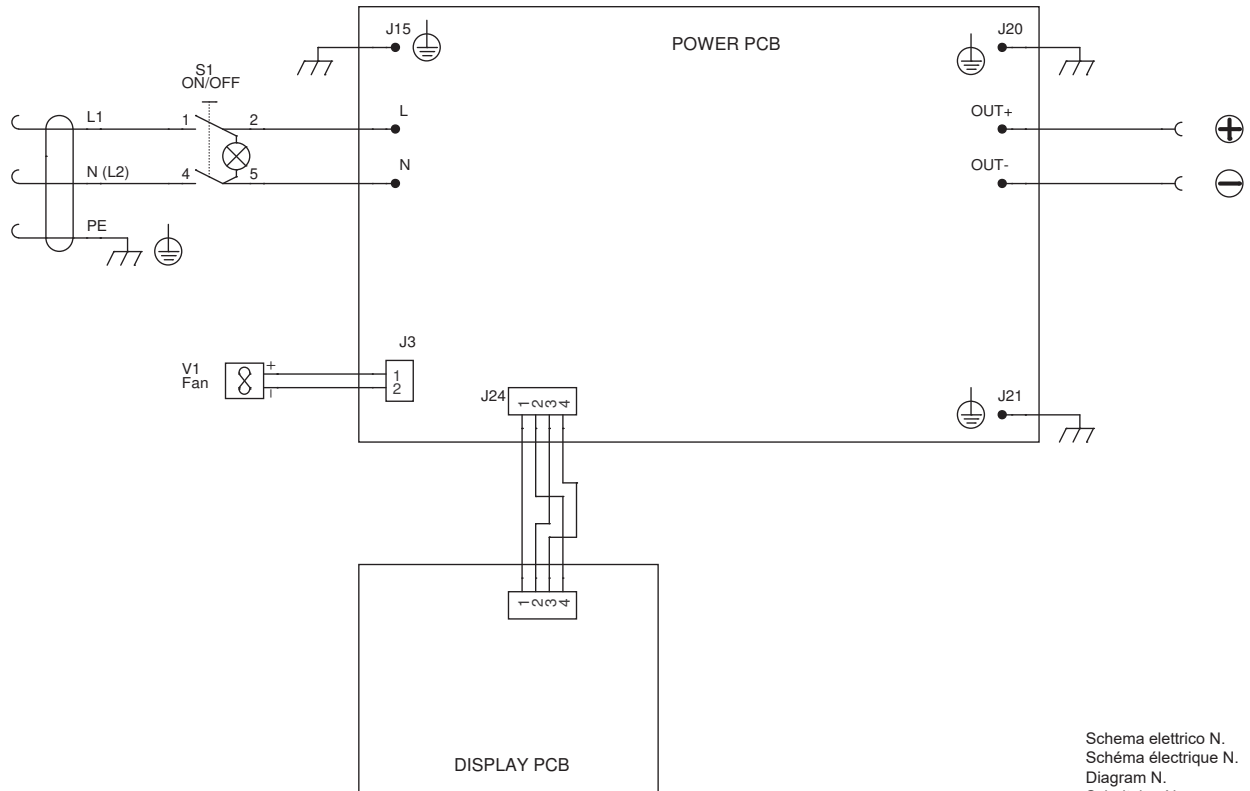 J15
POWER PCB
J20
S1
ON/OFF
L1
1
2
L
OUT+
N (L2)
4
5
N
OUT-
PE
J3
V1
Fan
+
-
1
2
J24
1 2 3 4
J21
1 2 3 4
DISPLAY PCB
Schema elettrico N.
Schéma électrique N.
Diagram N.